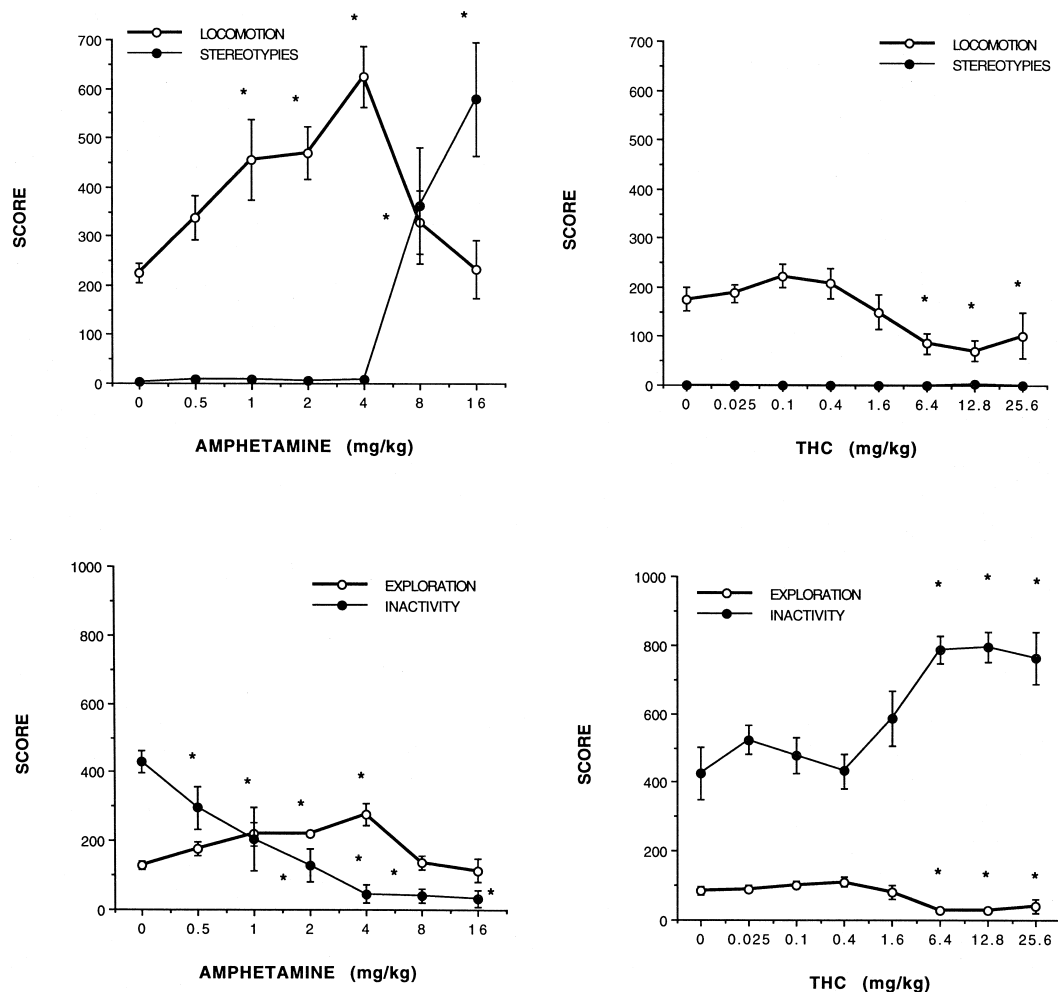 LOCOMOTION
STEREOTYPIES
* * * * *
700
600
500
400
300
200
100
0
SCORE
0 0.5 1 2 4 8 16
AMPHETAMINE (mg/kg)
LOCOMOTION
STEREOTYPIES
700
600
500
400
300
200
100
0
SCORE
* * *
0 0.025 0.1 0.4 1.6 6.4 12.8 25.6
THC (mg/kg)
EXPLORATION
INACTIVITY
1000
800
600
400
200
0
SCORE
* * * *
* * * *
0 0.5 1 2 4 8 16
AMPHETAMINE (mg/kg)
EXPLORATION
INACTIVITY
1000
800
600
400
200
0
SCORE
* * *
* * *
0 0.025 0.1 0.4 1.6 6.4 12.8 25.6
THC (mg/kg)